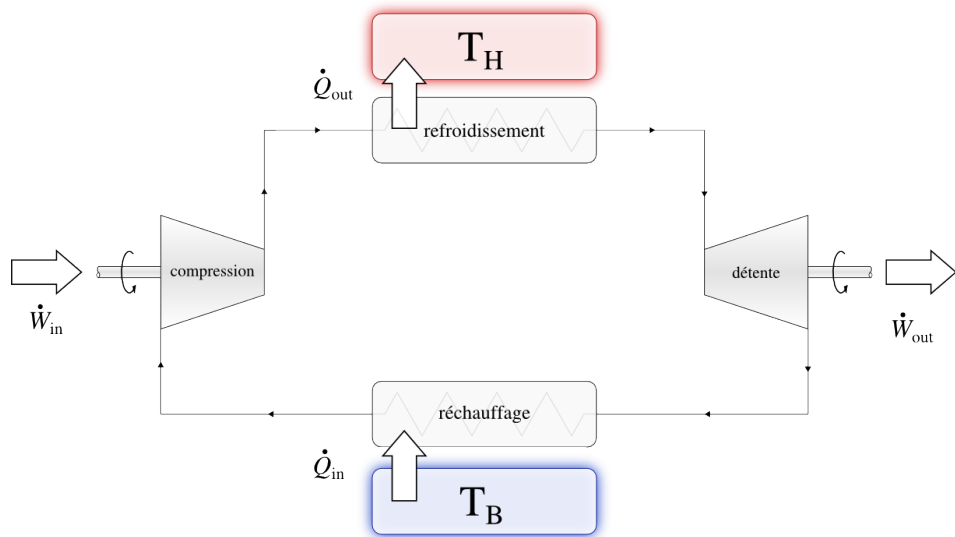 T_H
Q̇_out
refroidissement
compression
détente
Ẇ_in
Ẇ_out
réchauffage
Q̇_in
T_B